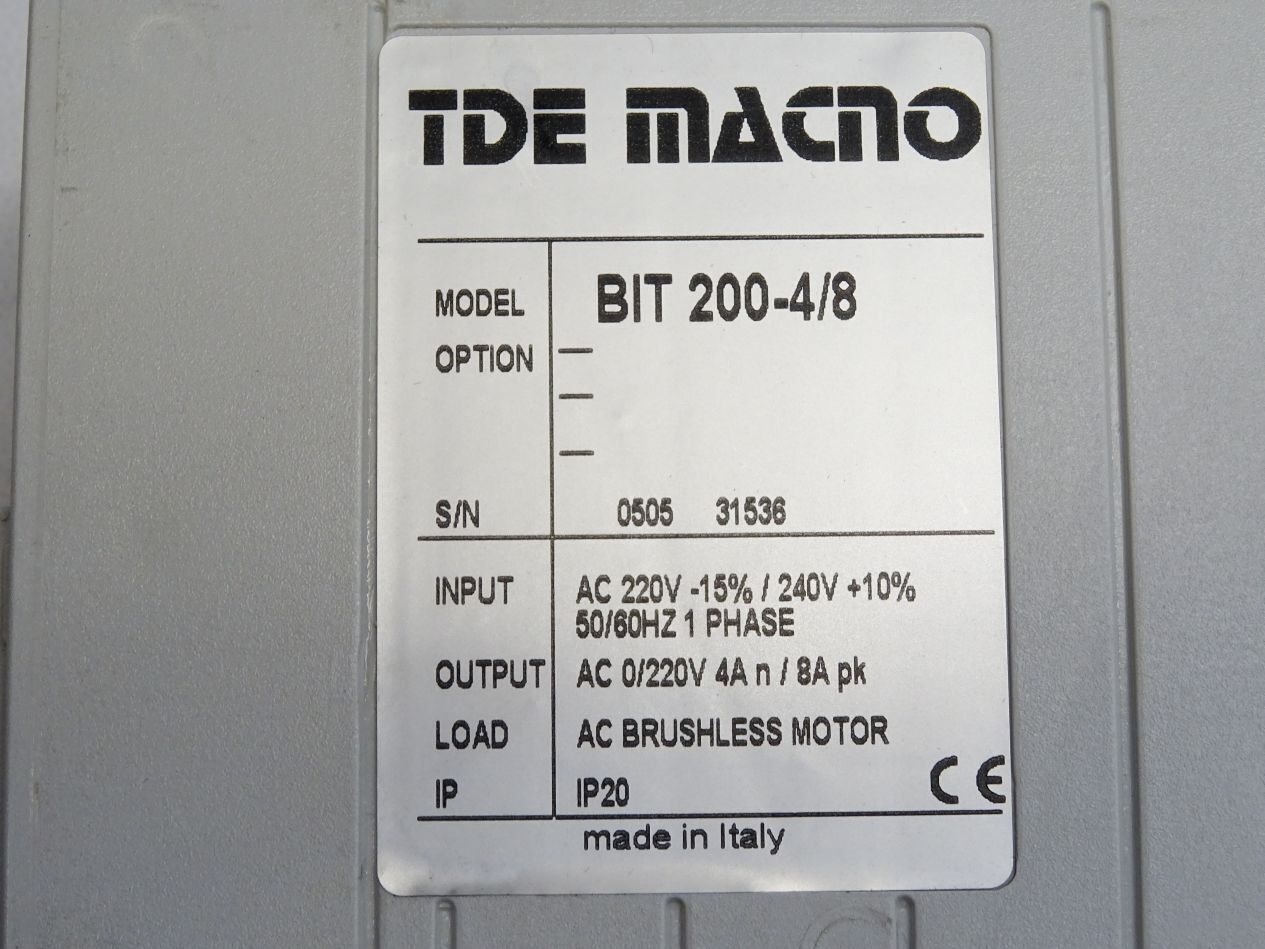 TDE MACNO
MODEL BIT 200-4/8
OPTION —
—
—
S/N 0505 31536
INPUT AC 220V -15% / 240V +10%
50/60HZ 1 PHASE
OUTPUT AC 0/220V 4A n / 8A pk
LOAD AC BRUSHLESS MOTOR
IP IP20 CE
made in Italy